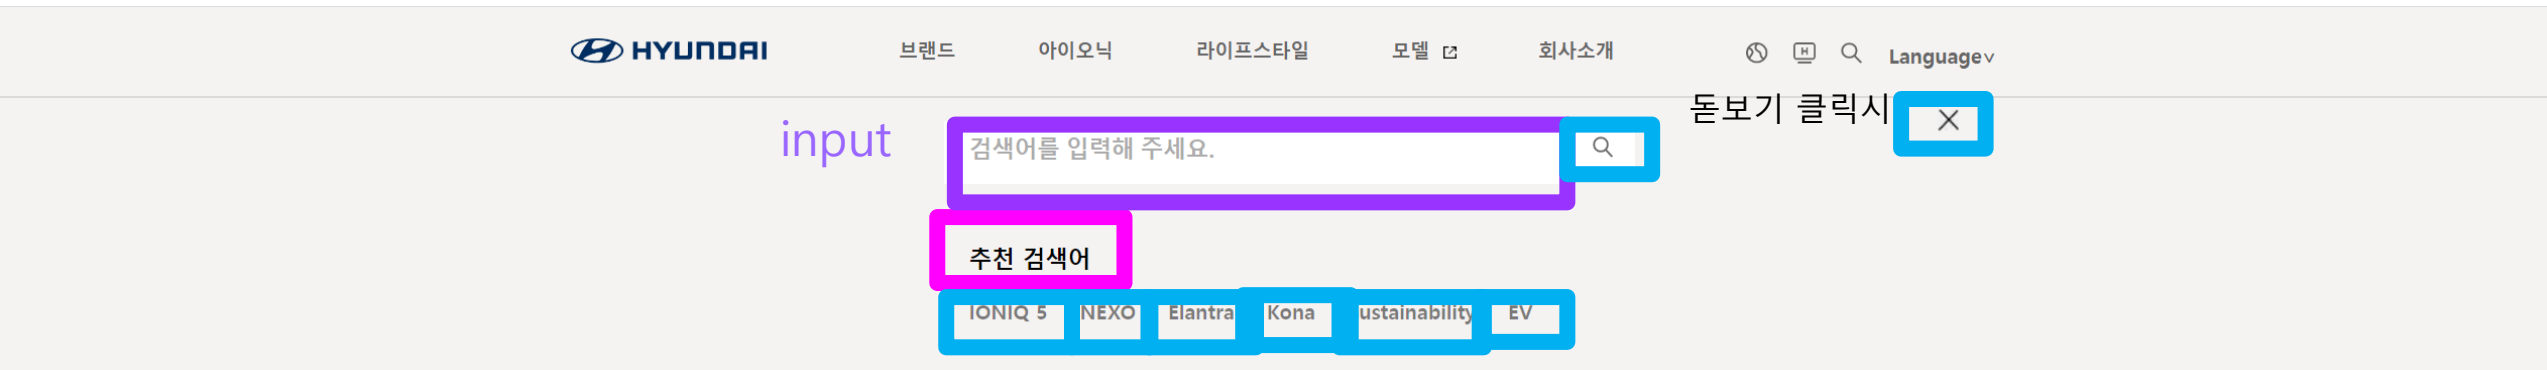 HYUNDAI 브랜드 아이오닉 라이프스타일 모델 회사소개 H Language
돋보기 클릭시
input 검색어를 입력해 주세요.
추천 검색어
IONIQ 5 NEXO Elantra Kona ustainability EV